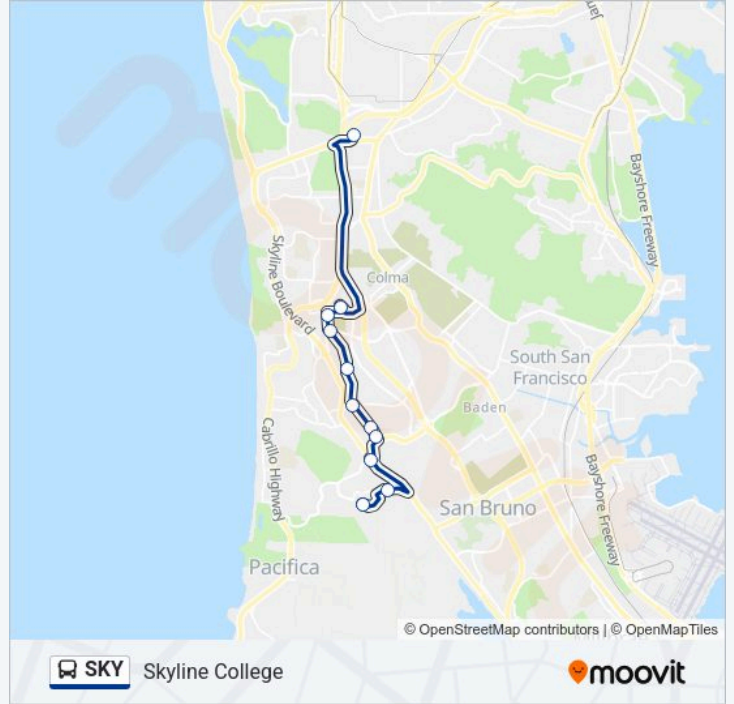 Jan
Bayshore Freeway
Skyline Boulevard
Colma
South San
Francisco
Baden
Cabrillo Highway
Bayshore Freeway
San Bruno
Pacifica
© OpenStreetMap contributors | © OpenMapTiles
SKY
Skyline College
moovit